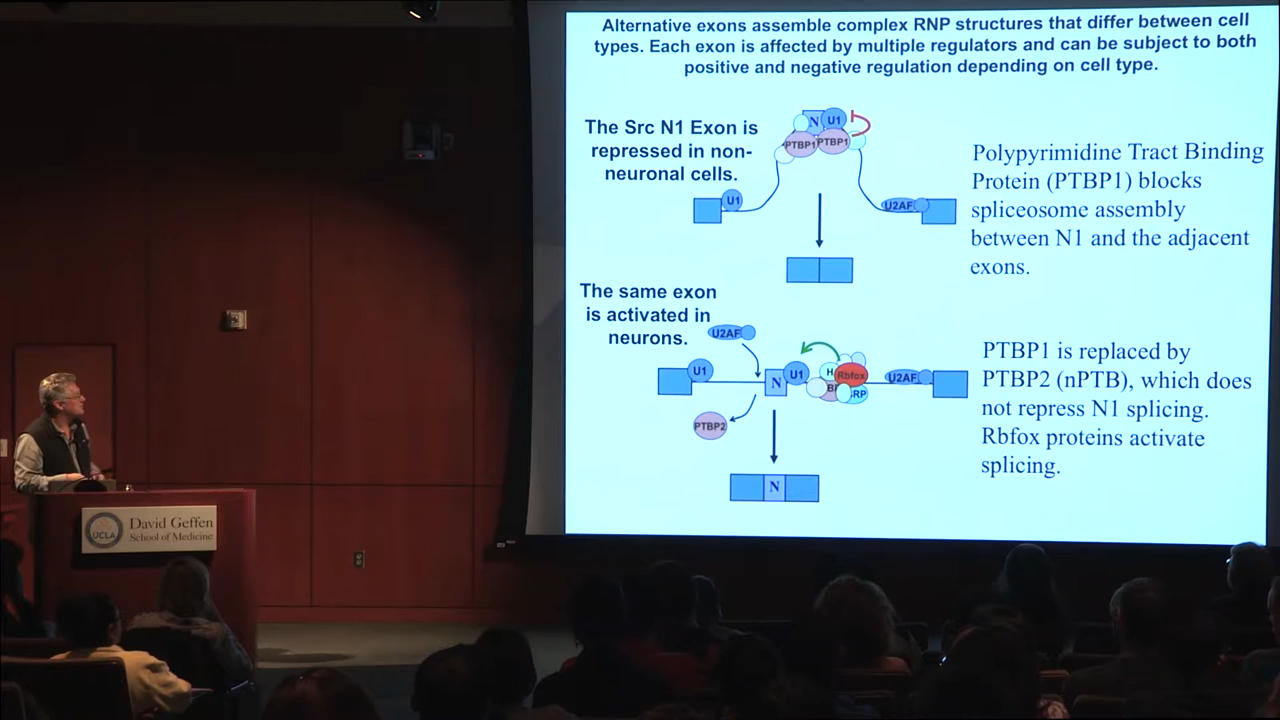 Alternative exons assemble complex RNP structures that differ between cell
types. Each exon is affected by multiple regulators and can be subject to both
positive and negative regulation depending on cell type.
The Src N1 Exon is
repressed in non-
neuronal cells.
N U1
PTBP1 PTBP1
U1
U2AF
Polypyrimidine Tract Binding
Protein (PTBP1) blocks
spliceosome assembly
between N1 and the adjacent
exons.
The same exon
is activated in
neurons.
U2AF
U1
N
U1
H
Rbfox
U2AF
PTBP2
N
PTBP1 is replaced by
PTBP2 (nPTB), which does
not repress N1 splicing.
Rbfox proteins activate
splicing.
UCLA
David Geffen
School of Medicine